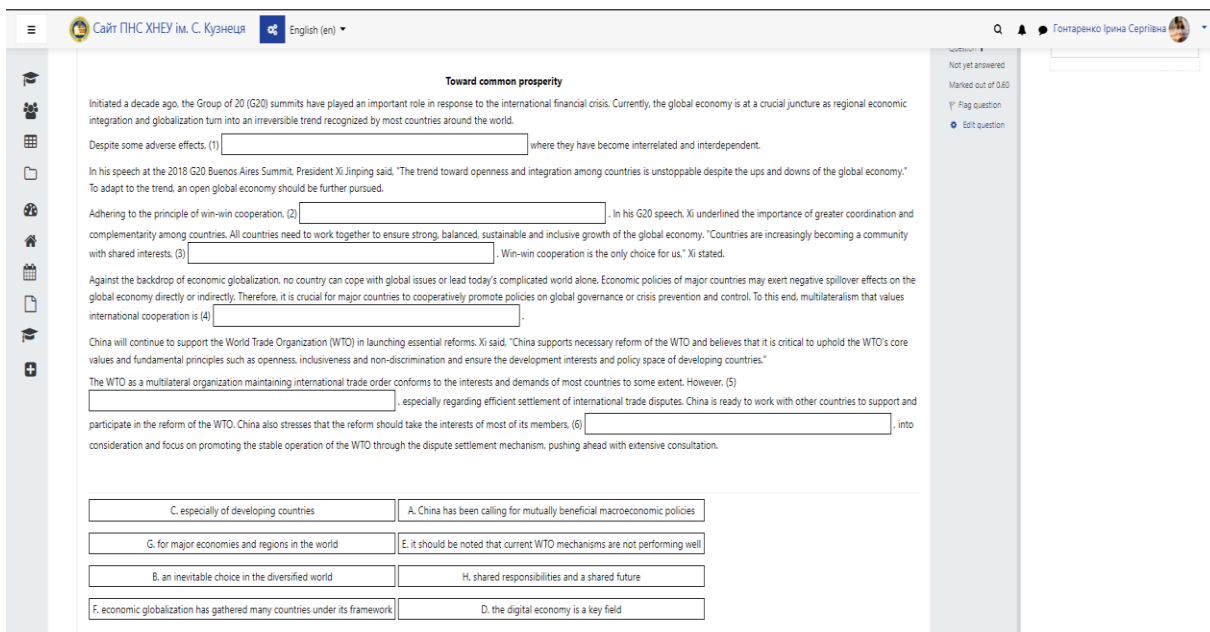 Сайт ПНС ХНЕУ ім. С. Кузнеця
English (en)
Гонтаренко Ірина Сергіївна
Not yet answered
Marked out of 0.60
Flag question
Edit question
Toward common prosperity
Initiated a decade ago, the Group of 20 (G20) summits have played an important role in response to the international financial crisis. Currently, the global economy is at a crucial juncture as regional economic
integration and globalization turn into an irreversible trend recognized by most countries around the world.
Despite some adverse effects, (1) where they have become interrelated and interdependent.
In his speech at the 2018 G20 Buenos Aires Summit, President Xi Jinping said, "The trend toward openness and integration among countries is unstoppable despite the ups and downs of the global economy."
To adapt to the trend, an open global economy should be further pursued.
Adhering to the principle of win-win cooperation, (2) . In his G20 speech, Xi underlined the importance of greater coordination and
complementarity among countries. All countries need to work together to ensure strong, balanced, sustainable and inclusive growth of the global economy. "Countries are increasingly becoming a community
with shared interests, (3) . Win-win cooperation is the only choice for us," Xi stated.
Against the backdrop of economic globalization, no country can cope with global issues or lead today's complicated world alone. Economic policies of major countries may exert negative spillover effects on the
global economy directly or indirectly. Therefore, it is crucial for major countries to cooperatively promote policies on global governance or crisis prevention and control. To this end, multilateralism that values
international cooperation is (4) .
China will continue to support the World Trade Organization (WTO) in launching essential reforms. Xi said, "China supports necessary reform of the WTO and believes that it is critical to uphold the WTO's core
values and fundamental principles such as openness, inclusiveness and non-discrimination and ensure the development interests and policy space of developing countries."
The WTO as a multilateral organization maintaining international trade order conforms to the interests and demands of most countries to some extent. However, (5)
, especially regarding efficient settlement of international trade disputes. China is ready to work with other countries to support and
participate in the reform of the WTO. China also stresses that the reform should take the interests of most of its members, (6) , into
consideration and focus on promoting the stable operation of the WTO through the dispute settlement mechanism, pushing ahead with extensive consultation.
C. especially of developing countries
A. China has been calling for mutually beneficial macroeconomic policies
G. for major economies and regions in the world
E. it should be noted that current WTO mechanisms are not performing well
B. an inevitable choice in the diversified world
H. shared responsibilities and a shared future
F. economic globalization has gathered many countries under its framework
D. the digital economy is a key field